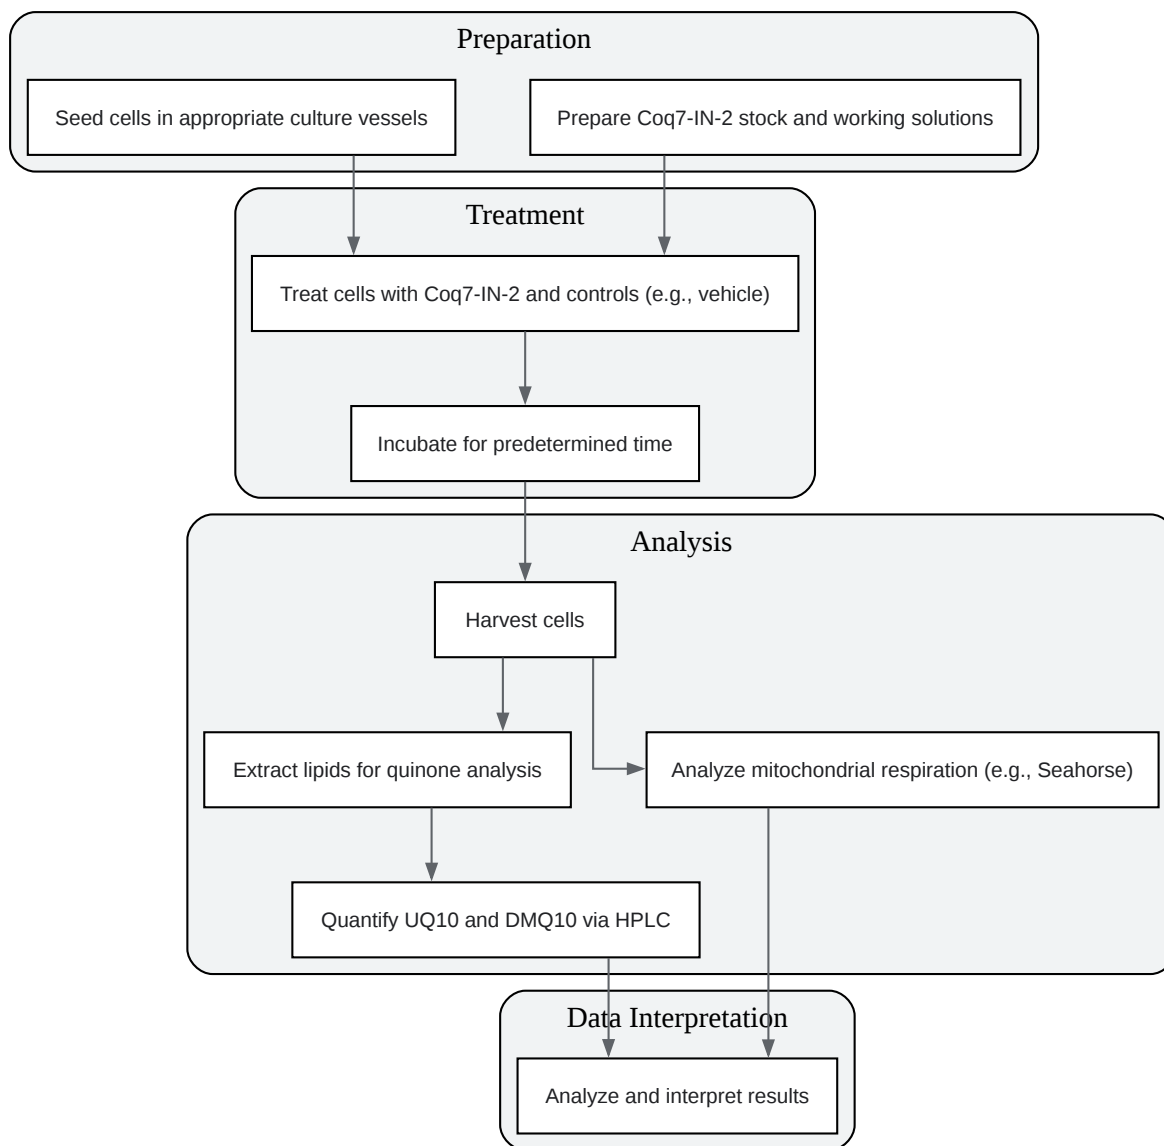 Preparation
Seed cells in appropriate culture vessels
Prepare Coq7-IN-2 stock and working solutions
Treatment
Treat cells with Coq7-IN-2 and controls (e.g., vehicle)
Incubate for predetermined time
Analysis
Harvest cells
Extract lipids for quinone analysis
Analyze mitochondrial respiration (e.g., Seahorse)
Quantify UQ10 and DMQ10 via HPLC
Data Interpretation
Analyze and interpret results